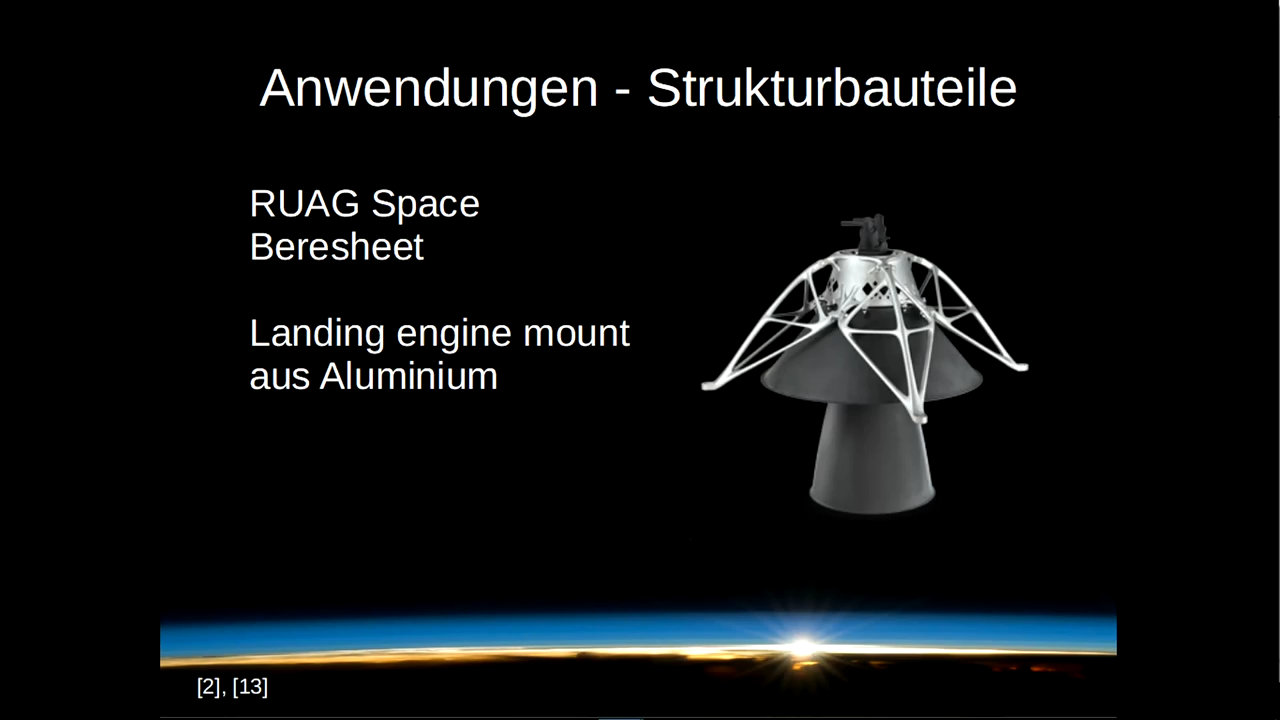 Anwendungen - Strukturbauteile
RUAG Space
Beresheet
Landing engine mount
aus Aluminium
[2], [13]